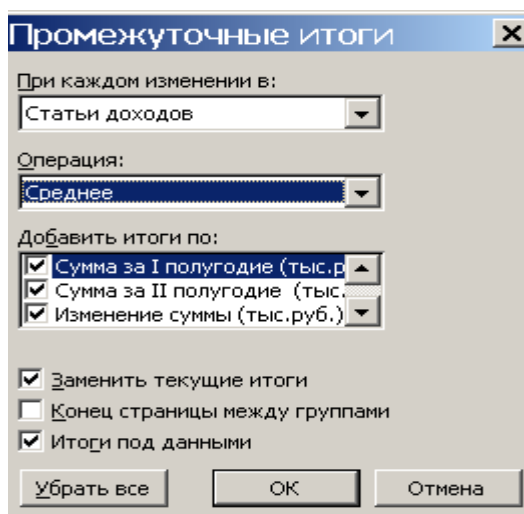 Промежуточные итоги
При каждом изменении в:
Статьи доходов
Операция:
Среднее
Добавить итоги по:
Сумма за I полугодие (тыс.р
Сумма за II полугодие (тыс.
Изменение суммы (тыс.руб.)
Заменить текущие итоги
Конец страницы между группами
Итоги под данными
Убрать все
ОК
Отмена